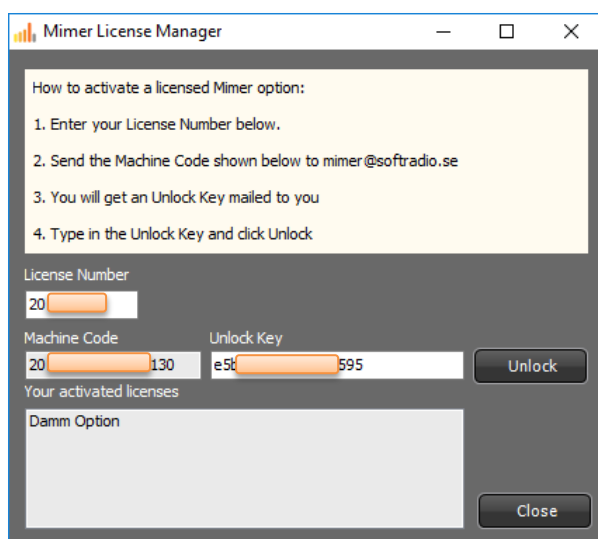 Mimer License Manager
How to activate a licensed Mimer option:
1. Enter your License Number below.
2. Send the Machine Code shown below to mimer@softradio.se
3. You will get an Unlock Key mailed to you
4. Type in the Unlock Key and click Unlock
License Number
20
Machine Code Unlock Key
20 130 e5b 595 Unlock
Your activated licenses
Damm Option
Close